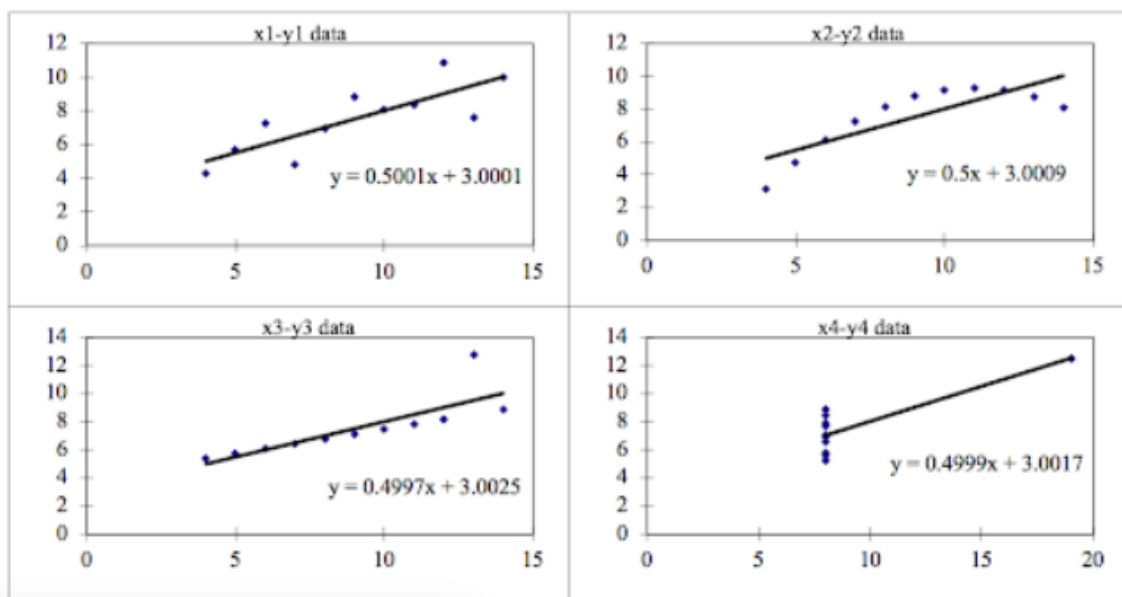 x1-y1 data
12
10
8
6
4
2
0
y = 0.5001x + 3.0001
0 5 10 15
x2-y2 data
12
10
8
6
4
2
0
y = 0.5x + 3.0009
0 5 10 15
x3-y3 data
14
12
10
8
6
4
2
0
y = 0.4997x + 3.0025
0 5 10 15
x4-y4 data
14
12
10
8
6
4
2
0
y = 0.4999x + 3.0017
0 5 10 15 20